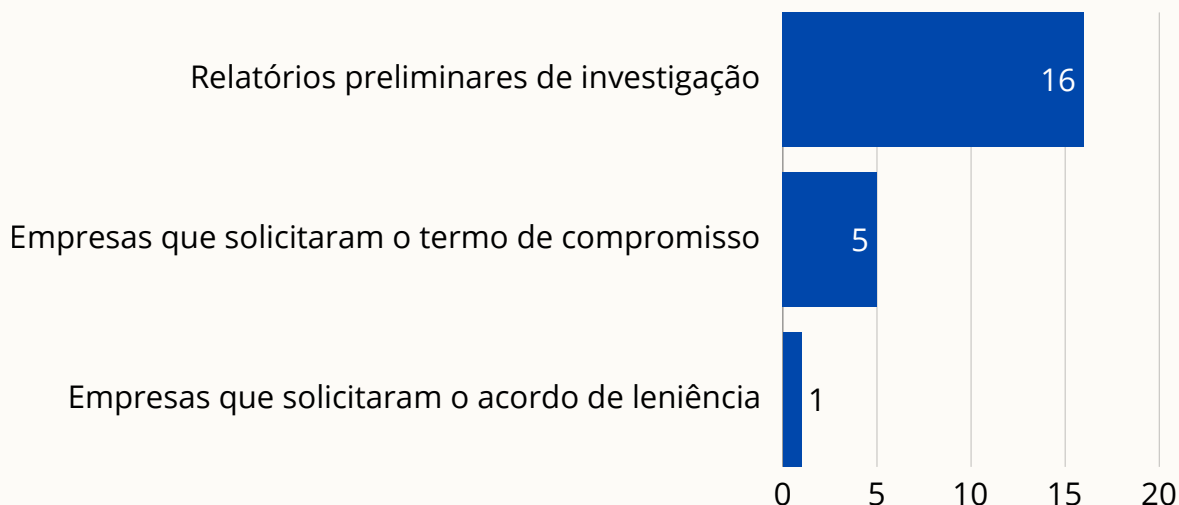 Relatórios preliminares de investigação
16
Empresas que solicitaram o termo de compromisso
5
Empresas que solicitaram o acordo de leniência
1
0 5 10 15 20